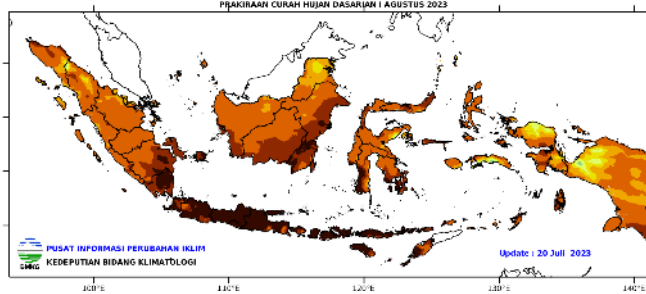 PRAKIRAAN CURAH HUJAN DASARIAN I AGUSTUS 2023
PUSAT INFORMASI PERUBAHAN IKLIM
KEDEPUTIAN BIDANG KLIMATOLOGI
BMKG
Update : 20 Juli 2023
100°E 110°E 120°E 130°E 140°E